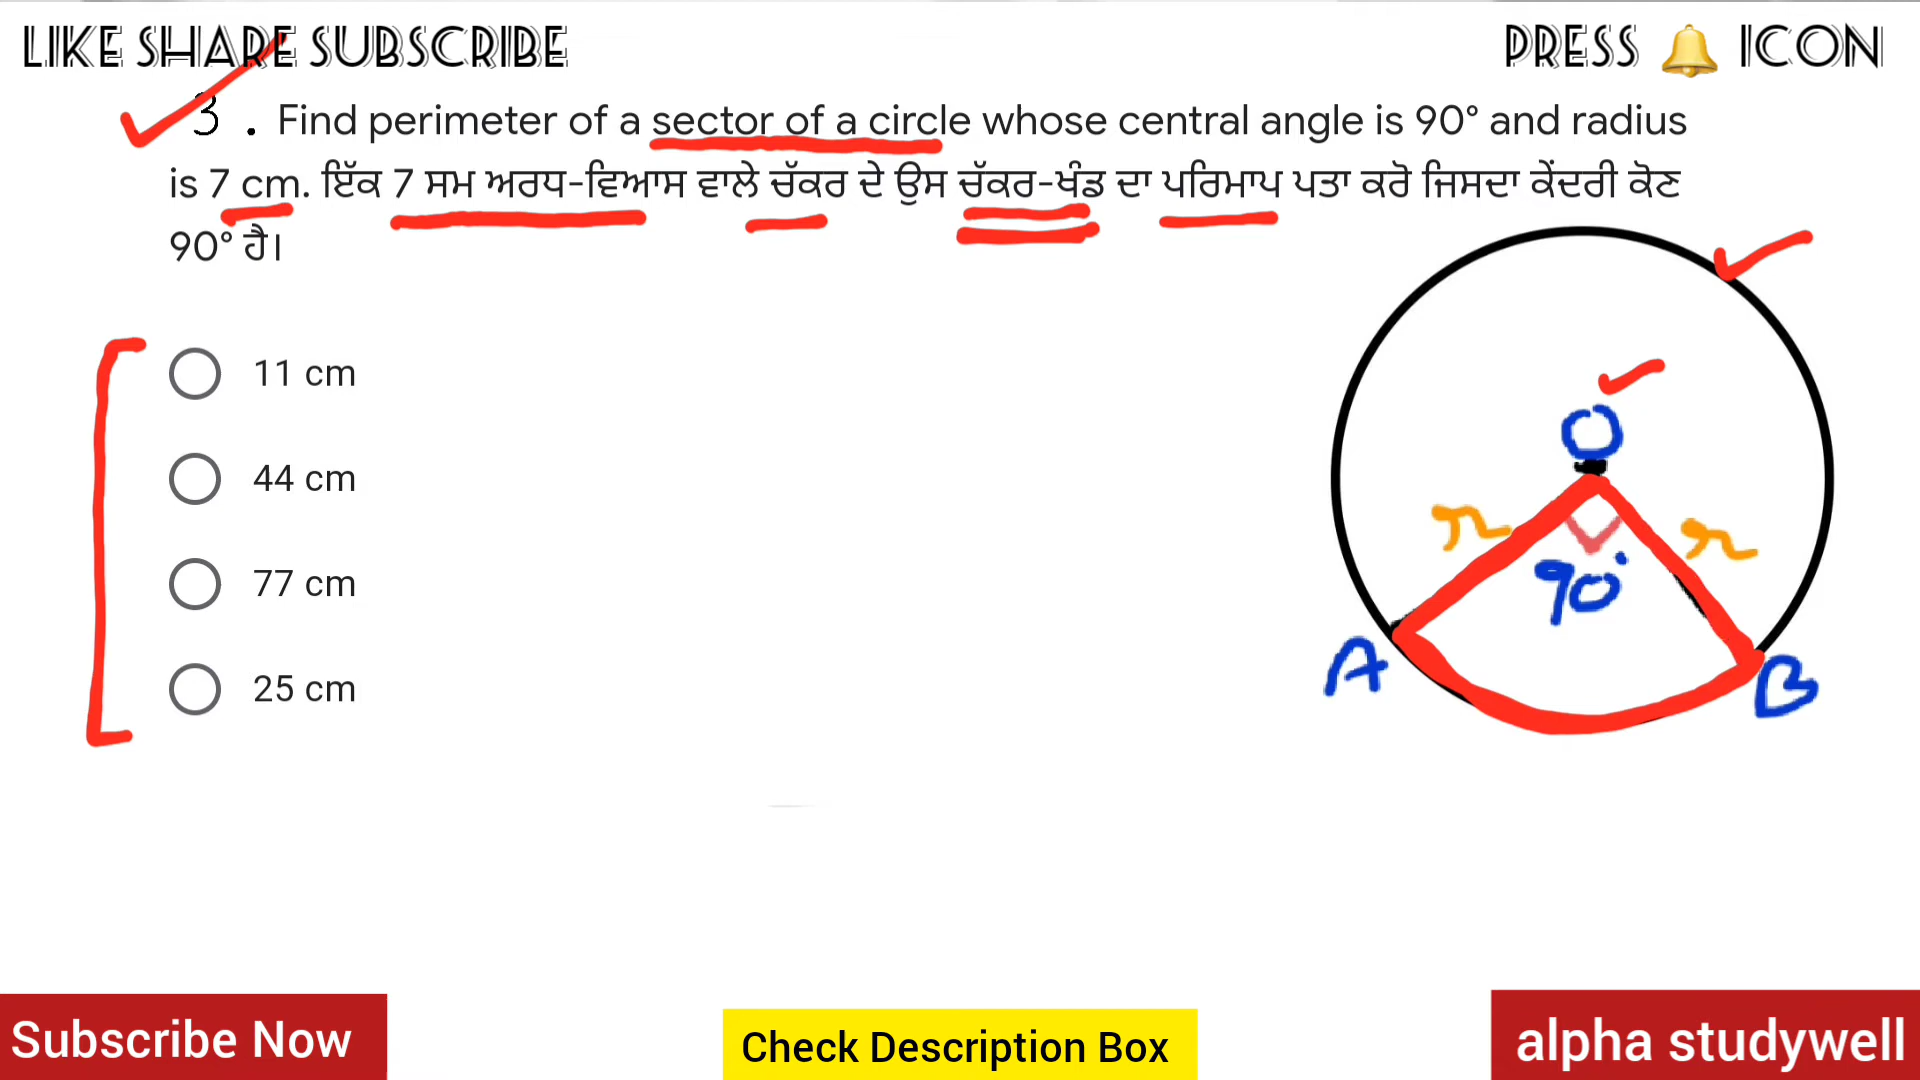 LIKE SHARE SUBSCRIBE
PRESS 🔔 ICON
3 . Find perimeter of a sector of a circle whose central angle is 90° and radius
is 7 cm. ਇੱਕ 7 ਸਮ ਅਰਧ-ਵਿਆਸ ਵਾਲੇ ਚੱਕਰ ਦੇ ਉਸ ਚੱਕਰ-ਖੰਡ ਦਾ ਪਰਿਮਾਪ ਪਤਾ ਕਰੋ ਜਿਸਦਾ ਕੇਂਦਰੀ ਕੋਣ
90° ਹੈ।
11 cm
44 cm
77 cm
25 cm
O
r
r
90°
A
B
Subscribe Now
Check Description Box
alpha studywell